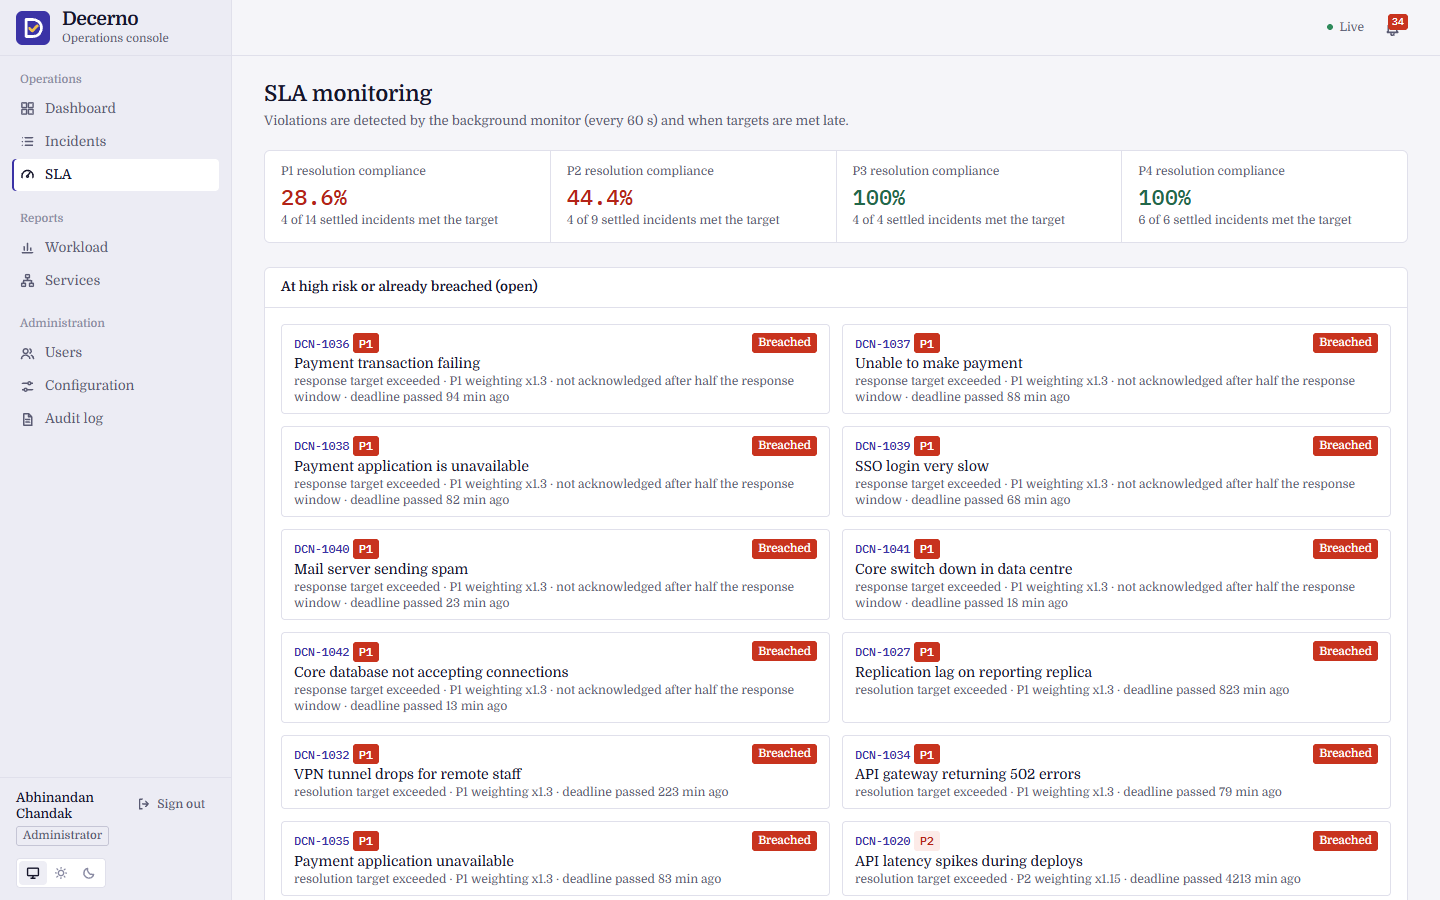 Decerno
Operations console
Live
34
Operations
Dashboard
Incidents
SLA
Reports
Workload
Services
Administration
Users
Configuration
Audit log
Abhinandan
Chandak
Sign out
Administrator
SLA monitoring
Violations are detected by the background monitor (every 60 s) and when targets are met late.
P1 resolution compliance
28.6%
4 of 14 settled incidents met the target
P2 resolution compliance
44.4%
4 of 9 settled incidents met the target
P3 resolution compliance
100%
4 of 4 settled incidents met the target
P4 resolution compliance
100%
6 of 6 settled incidents met the target
At high risk or already breached (open)
DCN-1036 P1 Breached
Payment transaction failing
response target exceeded · P1 weighting x1.3 · not acknowledged after half the response
window · deadline passed 94 min ago
DCN-1037 P1 Breached
Unable to make payment
response target exceeded · P1 weighting x1.3 · not acknowledged after half the response
window · deadline passed 88 min ago
DCN-1038 P1 Breached
Payment application is unavailable
response target exceeded · P1 weighting x1.3 · not acknowledged after half the response
window · deadline passed 82 min ago
DCN-1039 P1 Breached
SSO login very slow
response target exceeded · P1 weighting x1.3 · not acknowledged after half the response
window · deadline passed 68 min ago
DCN-1040 P1 Breached
Mail server sending spam
response target exceeded · P1 weighting x1.3 · not acknowledged after half the response
window · deadline passed 23 min ago
DCN-1041 P1 Breached
Core switch down in data centre
response target exceeded · P1 weighting x1.3 · not acknowledged after half the response
window · deadline passed 18 min ago
DCN-1042 P1 Breached
Core database not accepting connections
response target exceeded · P1 weighting x1.3 · not acknowledged after half the response
window · deadline passed 13 min ago
DCN-1027 P1 Breached
Replication lag on reporting replica
resolution target exceeded · P1 weighting x1.3 · deadline passed 823 min ago
DCN-1032 P1 Breached
VPN tunnel drops for remote staff
resolution target exceeded · P1 weighting x1.3 · deadline passed 223 min ago
DCN-1034 P1 Breached
API gateway returning 502 errors
resolution target exceeded · P1 weighting x1.3 · deadline passed 79 min ago
DCN-1035 P1 Breached
Payment application unavailable
resolution target exceeded · P1 weighting x1.3 · deadline passed 83 min ago
DCN-1020 P2 Breached
API latency spikes during deploys
resolution target exceeded · P2 weighting x1.15 · deadline passed 4213 min ago